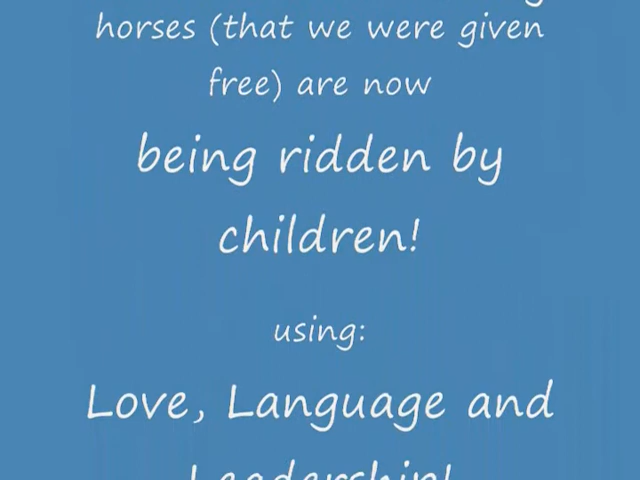 horses (that we were given
free) are now
being ridden by
children!
using:
Love, Language and
Leadership!